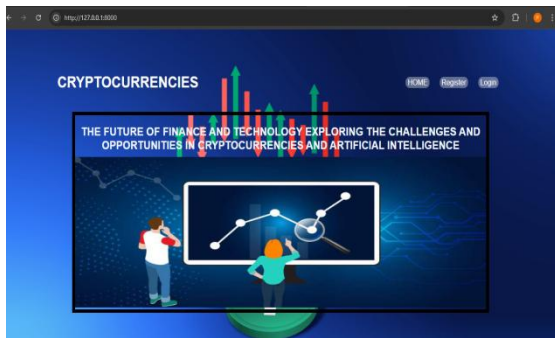 http://127.0.0.1:8000
CRYPTOCURRENCIES
HOME Register Login
THE FUTURE OF FINANCE AND TECHNOLOGY EXPLORING THE CHALLENGES AND
OPPORTUNITIES IN CRYPTOCURRENCIES AND ARTIFICIAL INTELLIGENCE